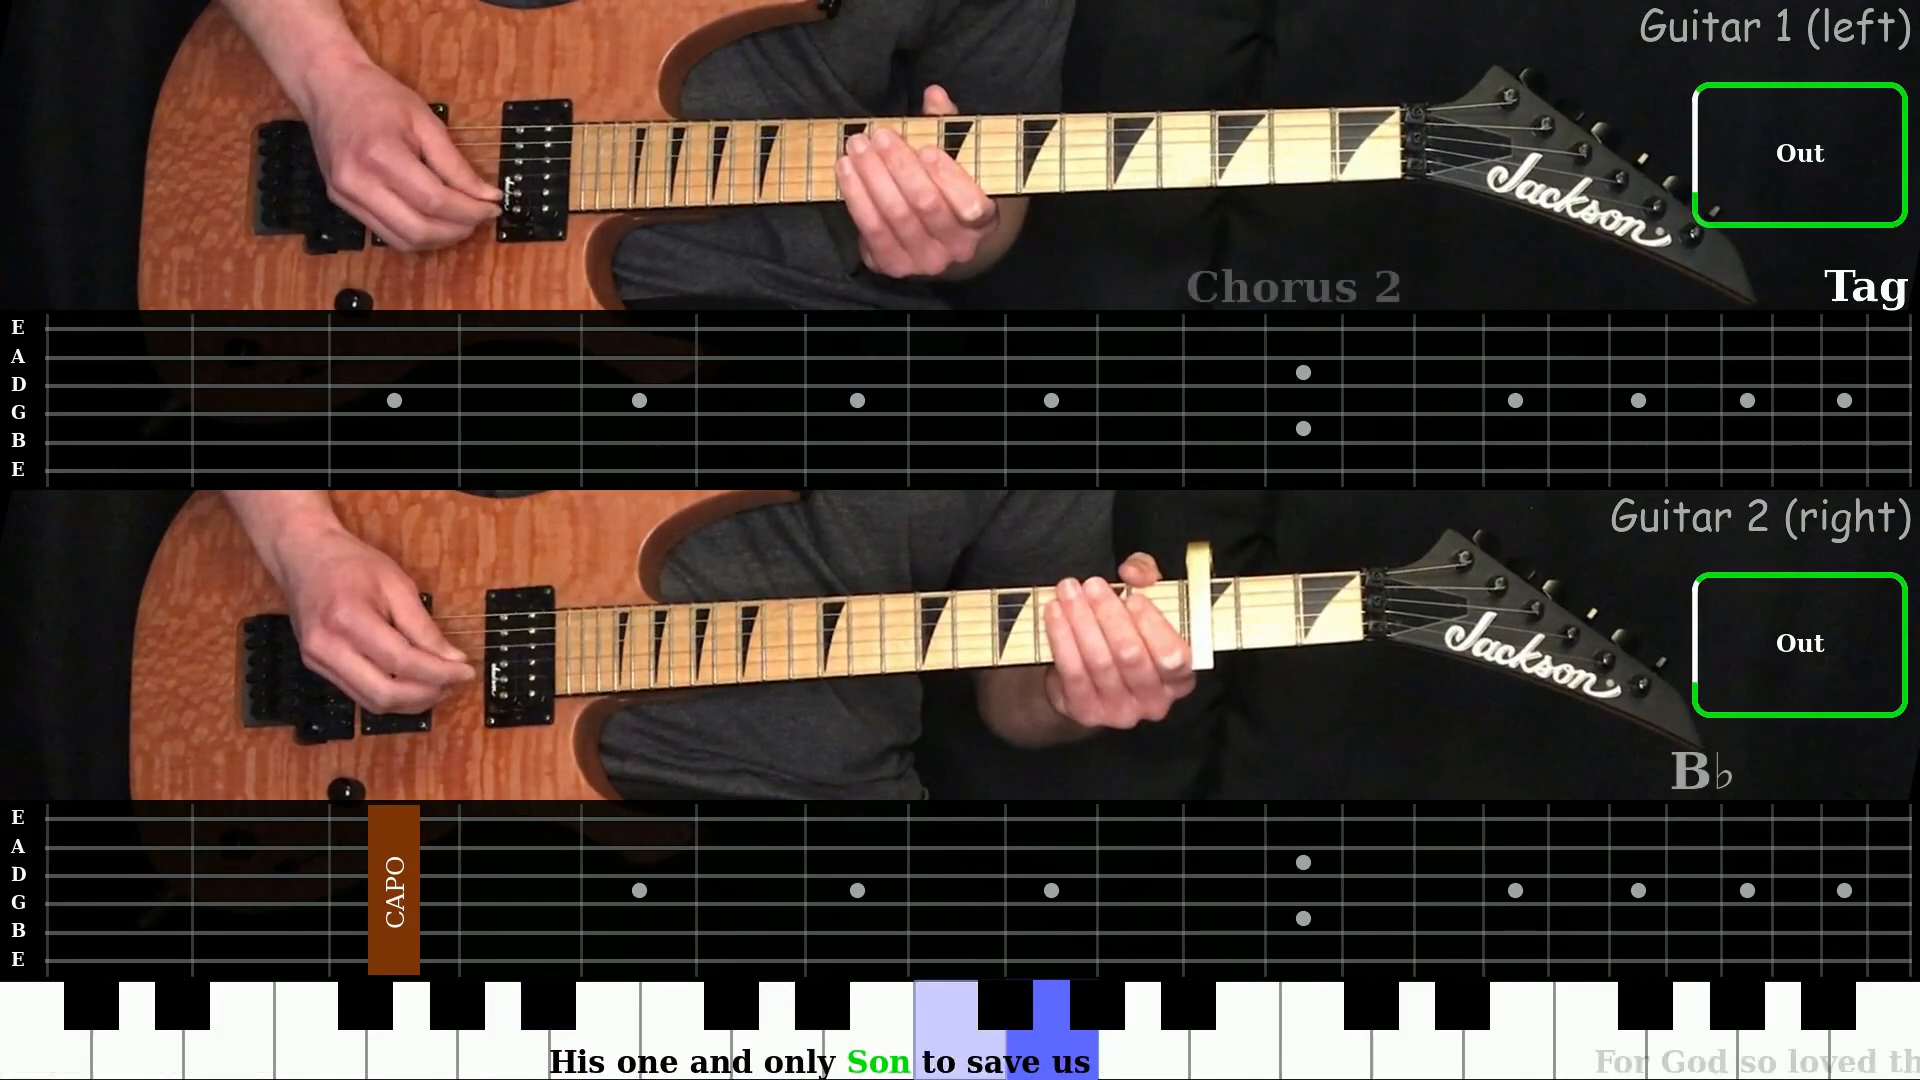 Guitar 1 (left)
Out
Jackson
Chorus 2
Tag
E
A
D
G
B
E
Guitar 2 (right)
Out
Jackson
B♭
E
A
D
G
B
E
CAPO
His one and only Son to save us
For God so loved th